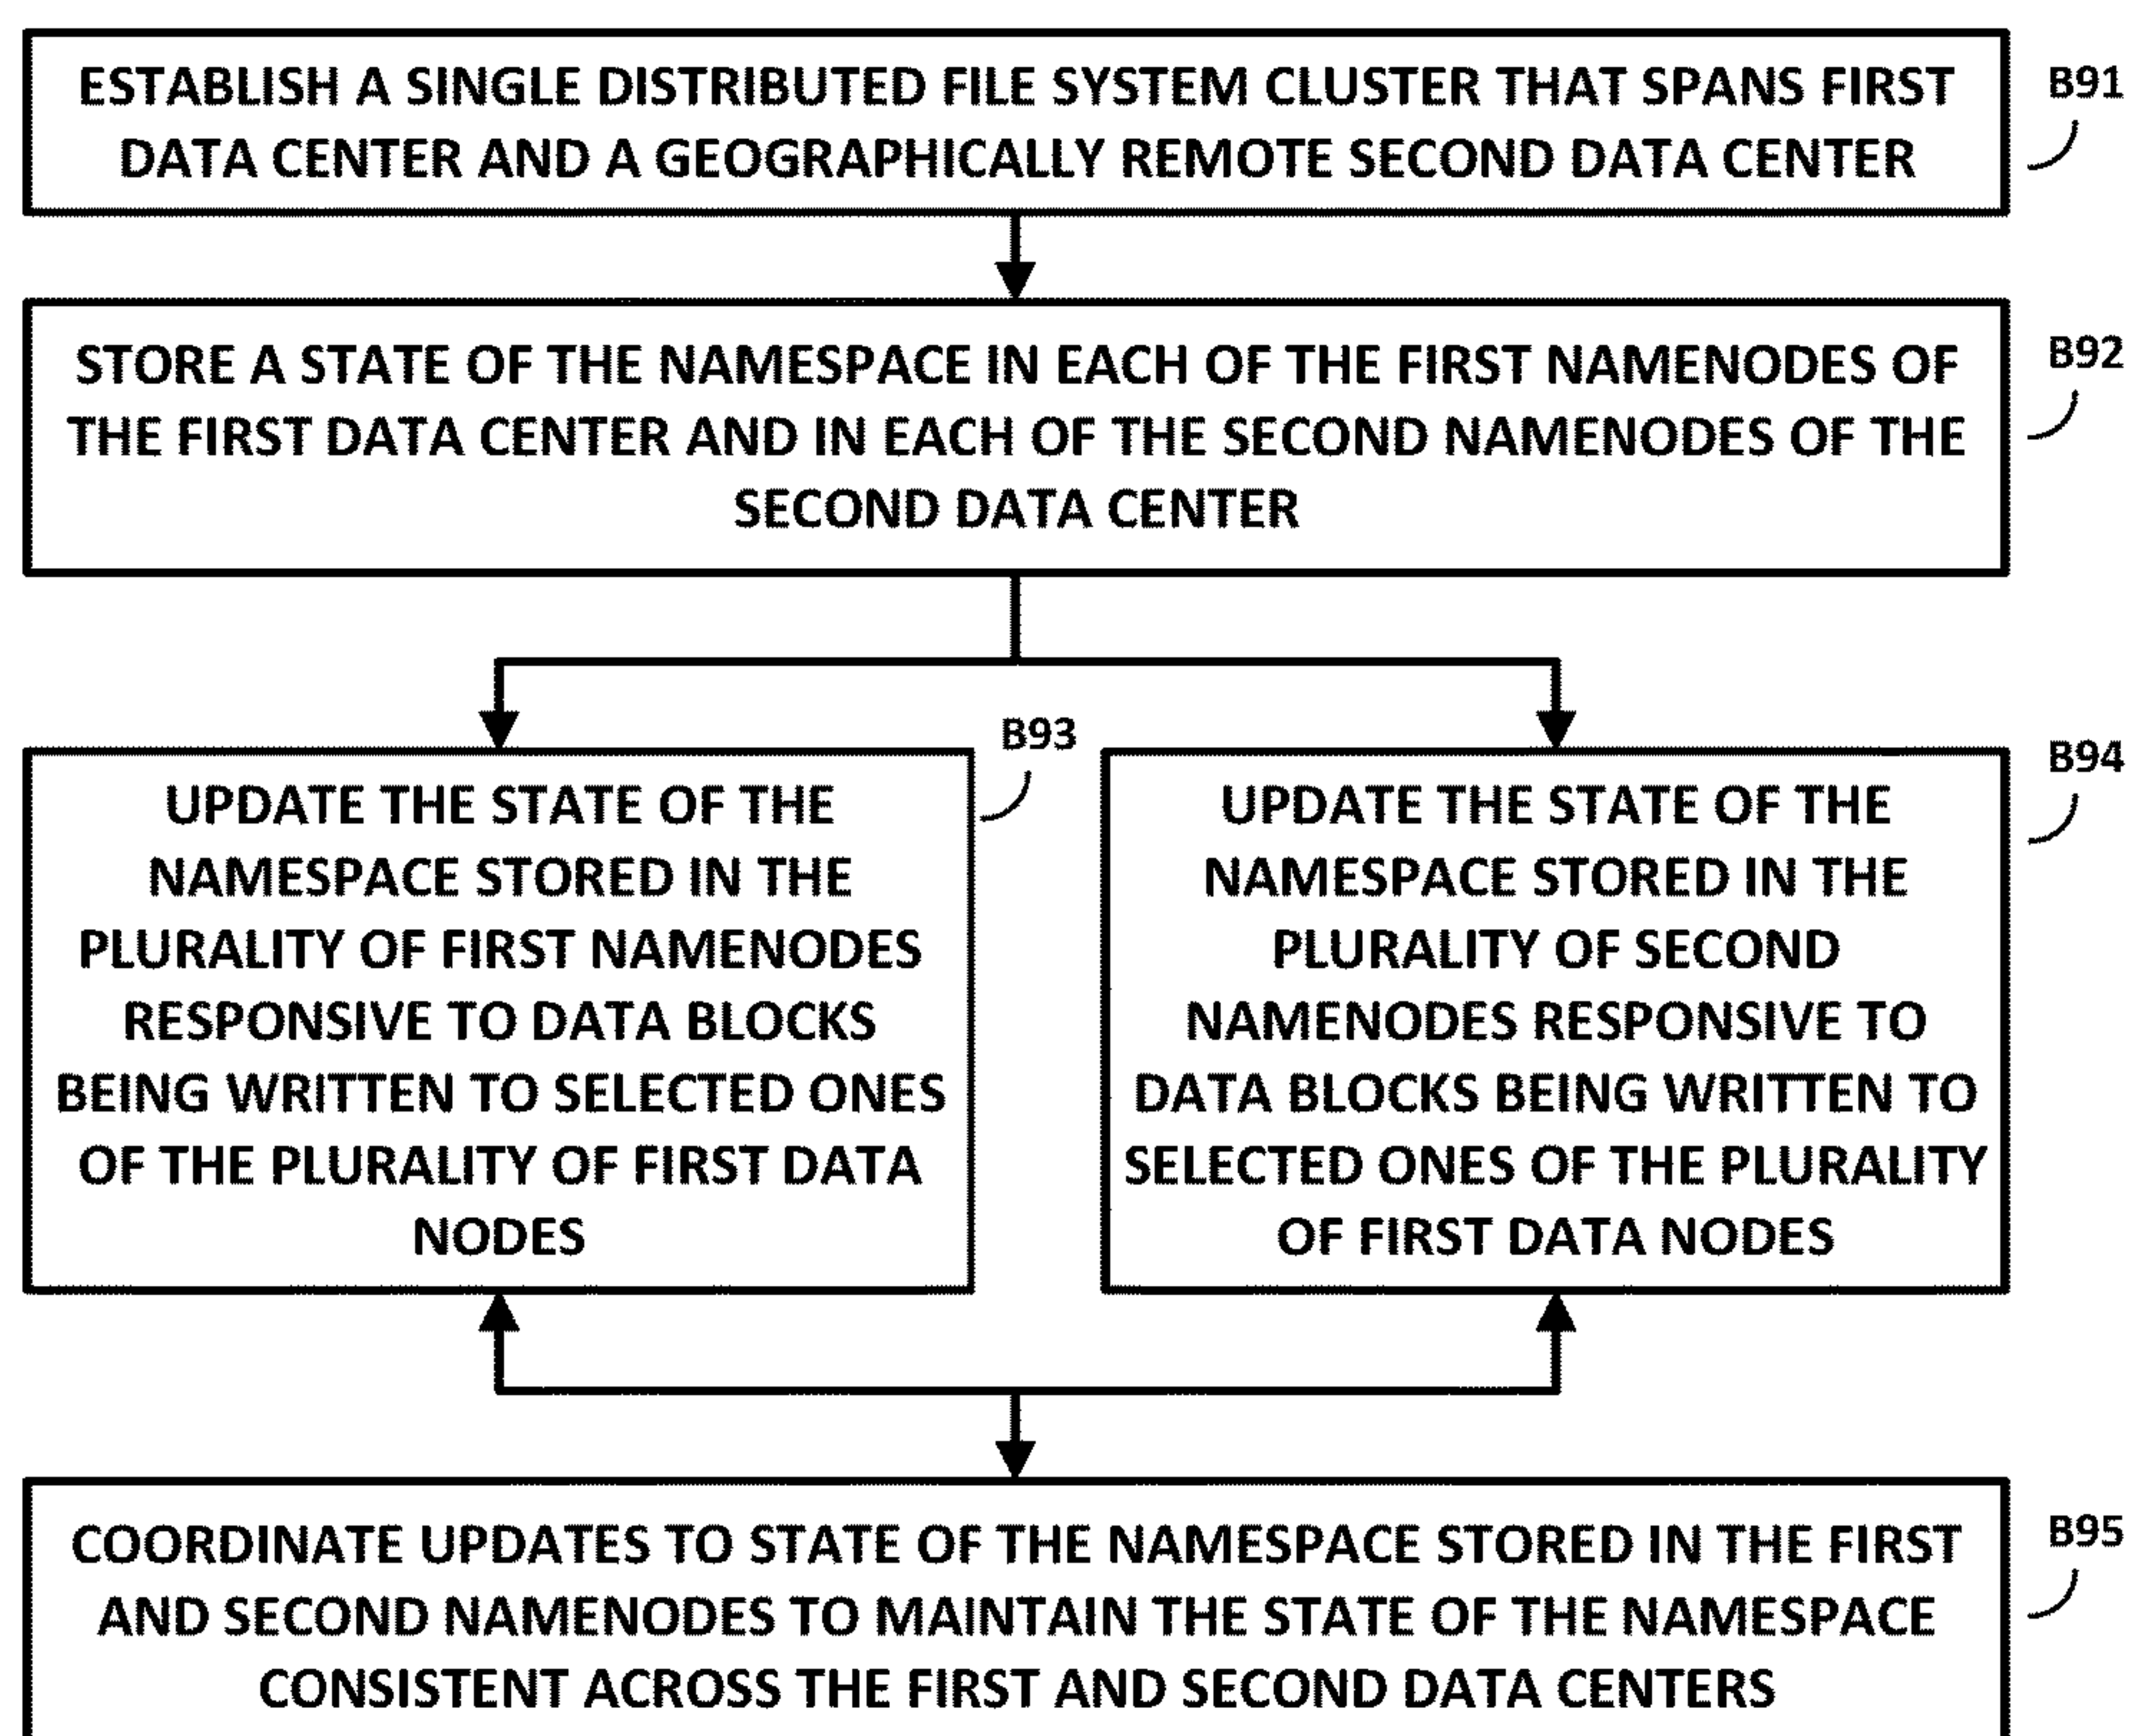 ESTABLISH A SINGLE DISTRIBUTED FILE SYSTEM CLUSTER THAT SPANS FIRST
DATA CENTER AND A GEOGRAPHICALLY REMOTE SECOND DATA CENTER
B91
STORE A STATE OF THE NAMESPACE IN EACH OF THE FIRST NAMENODES OF
THE FIRST DATA CENTER AND IN EACH OF THE SECOND NAMENODES OF THE
SECOND DATA CENTER
B92
UPDATE THE STATE OF THE
NAMESPACE STORED IN THE
PLURALITY OF FIRST NAMENODES
RESPONSIVE TO DATA BLOCKS
BEING WRITTEN TO SELECTED ONES
OF THE PLURALITY OF FIRST DATA
NODES
B93
UPDATE THE STATE OF THE
NAMESPACE STORED IN THE
PLURALITY OF SECOND
NAMENODES RESPONSIVE TO
DATA BLOCKS BEING WRITTEN TO
SELECTED ONES OF THE PLURALITY
OF FIRST DATA NODES
B94
COORDINATE UPDATES TO STATE OF THE NAMESPACE STORED IN THE FIRST
AND SECOND NAMENODES TO MAINTAIN THE STATE OF THE NAMESPACE
CONSISTENT ACROSS THE FIRST AND SECOND DATA CENTERS
B95